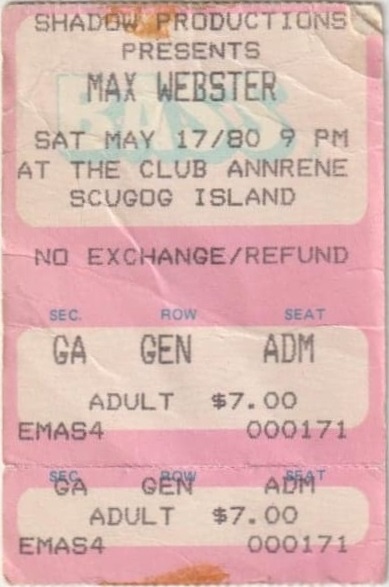 SHADOW PRODUCTIONS
PRESENTS
MAX WEBSTER
BASS
SAT MAY 17/80 9 PM
AT THE CLUB ANNRENE
SCUGOG ISLAND
NO EXCHANGE/REFUND
SEC. ROW SEAT
GA GEN ADM
ADULT $7.00
EMAS4 000171
SEC. ROW SEAT
GA GEN ADM
ADULT $7.00
EMAS4 000171